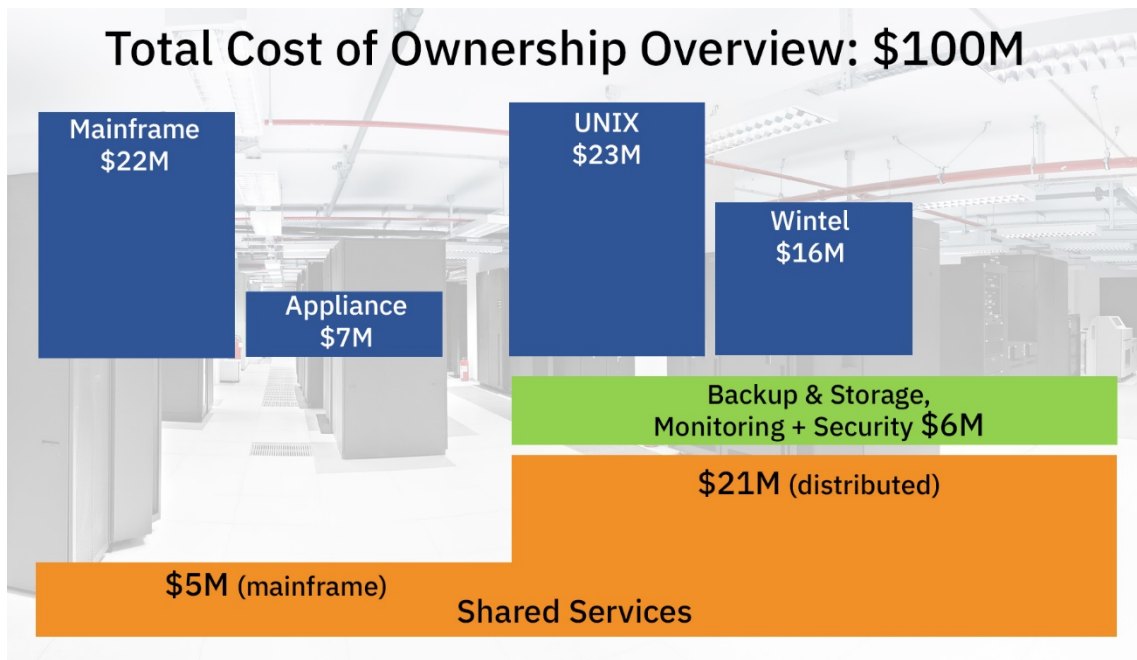 Total Cost of Ownership Overview: $100M
Mainframe
$22M
Appliance
$7M
UNIX
$23M
Wintel
$16M
Backup & Storage,
Monitoring + Security $6M
$21M (distributed)
$5M (mainframe)
Shared Services